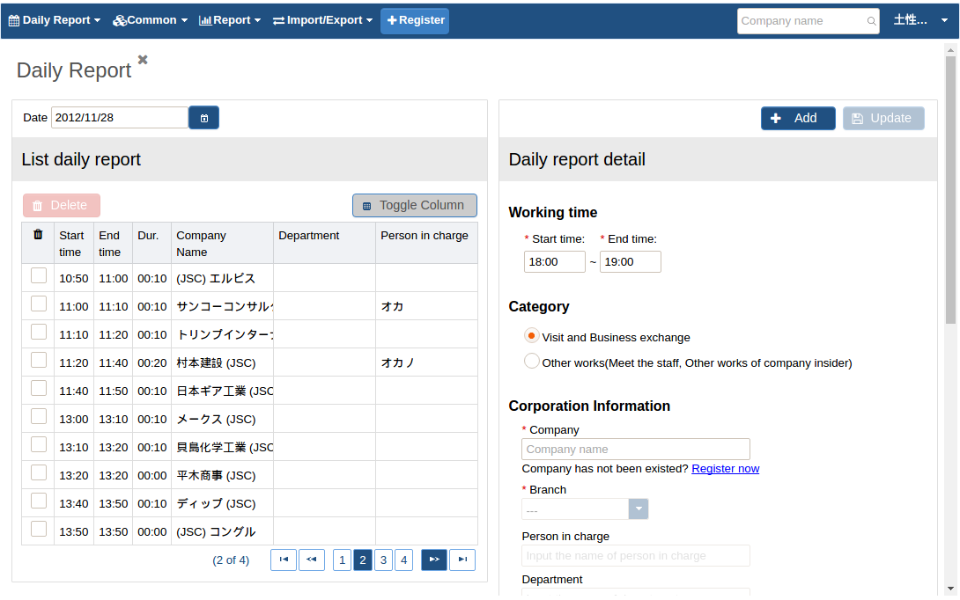 Daily Report Common Report Import/Export Register Company name 土性...
Daily Report
Date 2012/11/28
Add Update
List daily report
Daily report detail
Delete Toggle Column
Start time End time Dur. Company Name Department Person in charge
10:50 11:00 00:10 (JSC) エルピス
11:00 11:10 00:10 サンコーコンサル オカ
11:10 11:20 00:10 トリンプインター
11:20 11:40 00:20 村本建設 (JSC) オカノ
11:40 11:50 00:10 日本ギア工業 (JSC
13:00 13:10 00:10 メークス (JSC)
13:10 13:20 00:10 貝島化学工業 (JSC
13:20 13:20 00:00 平木商事 (JSC)
13:40 13:50 00:10 ディップ (JSC)
13:50 13:50 00:00 (JSC) コングル
(2 of 4) 1 2 3 4
Working time
* Start time: * End time:
18:00 ~ 19:00
Category
Visit and Business exchange
Other works(Meet the staff, Other works of company insider)
Corporation Information
* Company
Company name
Company has not been existed? Register now
* Branch
---
Person in charge
Input the name of person in charge
Department